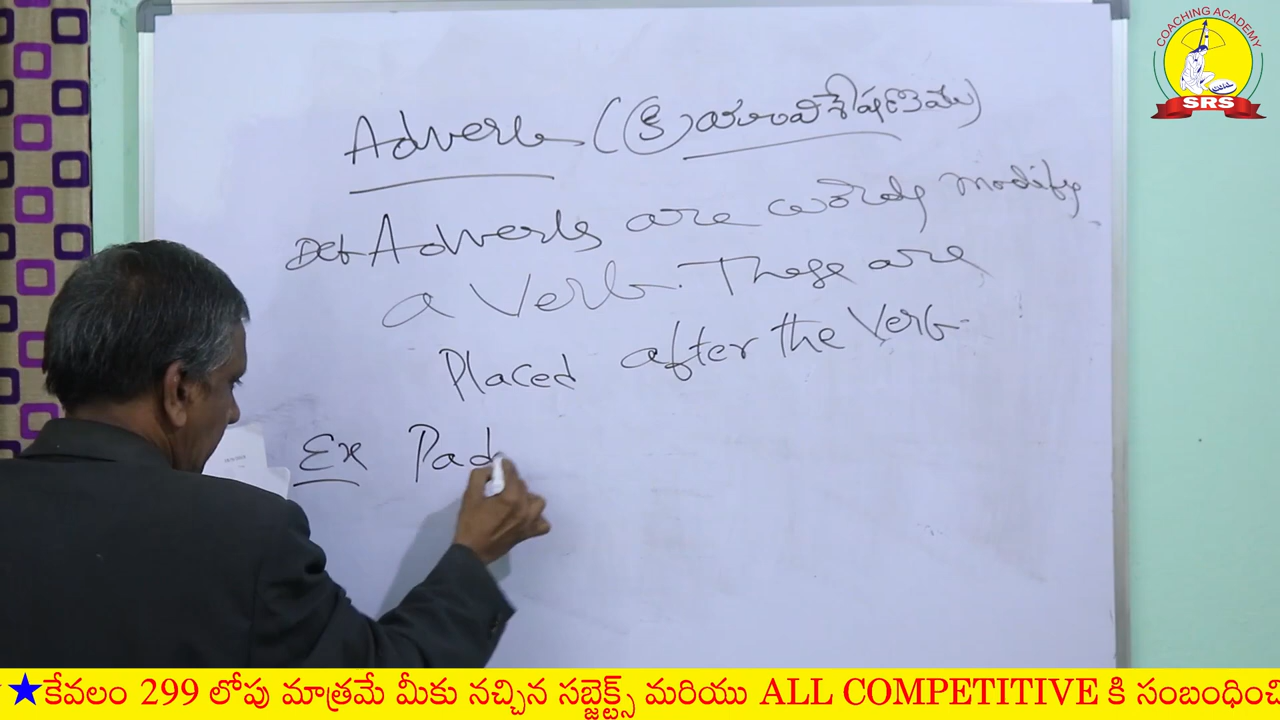 COACHING ACADEMY
SRS
Adverb (క్రియావిశేషణము)
Def Adverbs are words modify
a Verb. These are
Placed after the Verb
Ex Pad
★కేవలం 299 లోపు మాత్రమే మీకు నచ్చిన సబ్జెక్ట్స్ మరియు ALL COMPETITIVE కి సంబంధించి